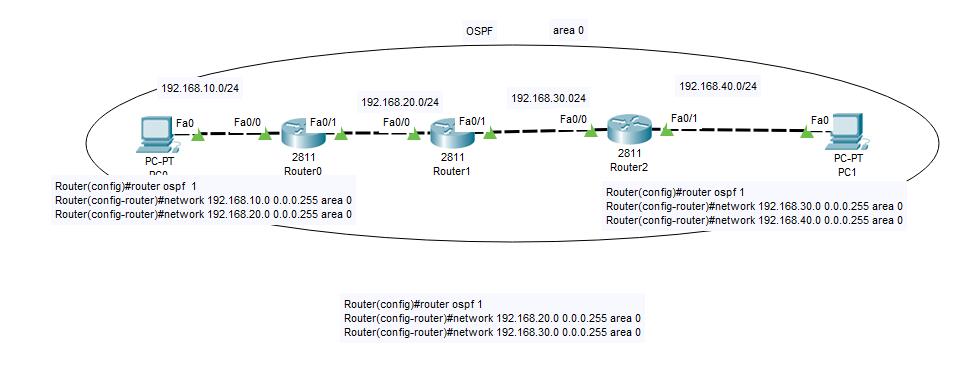 OSPF area 0
192.168.10.0/24
192.168.20.0/24
192.168.30.024
192.168.40.0/24
Fa0
Fa0/0
Fa0/1
Fa0/0
Fa0/1
Fa0/0
Fa0/1
Fa0
PC-PT
PC0
2811
Router0
2811
Router1
2811
Router2
PC-PT
PC1
Router(config)#router ospf  1
Router(config-router)#network 192.168.10.0 0.0.0.255 area 0
Router(config-router)#network 192.168.20.0 0.0.0.255 area 0
Router(config)#router ospf 1
Router(config-router)#network 192.168.30.0 0.0.0.255 area 0
Router(config-router)#network 192.168.40.0 0.0.0.255 area 0
Router(config)#router ospf 1
Router(config-router)#network 192.168.20.0 0.0.0.255 area 0
Router(config-router)#network 192.168.30.0 0.0.0.255 area 0